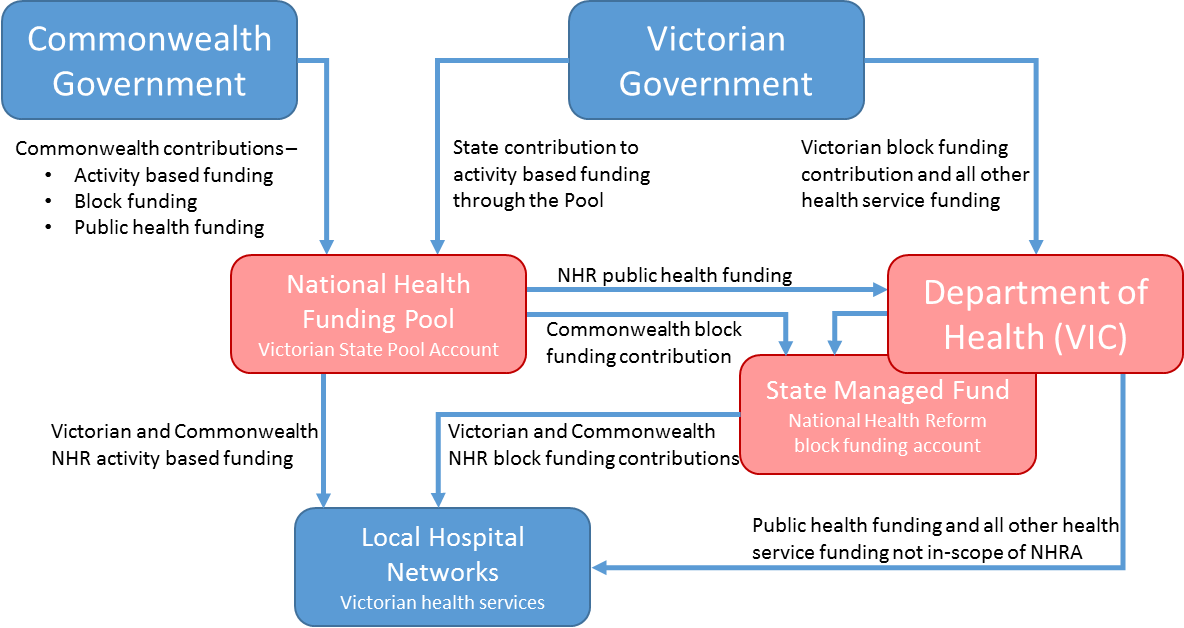 Commonwealth
Government
Victorian
Government
Commonwealth contributions –
• Activity based funding
• Block funding
• Public health funding
State contribution to
activity based funding
through the Pool
Victorian block funding
contribution and all other
health service funding
National Health
Funding Pool
Victorian State Pool Account
NHR public health funding
Commonwealth block
funding contribution
Department of
Health (VIC)
State Managed Fund
National Health Reform
block funding account
Victorian and Commonwealth
NHR activity based funding
Victorian and Commonwealth
NHR block funding contributions
Local Hospital
Networks
Victorian health services
Public health funding and all other health
service funding not in-scope of NHRA